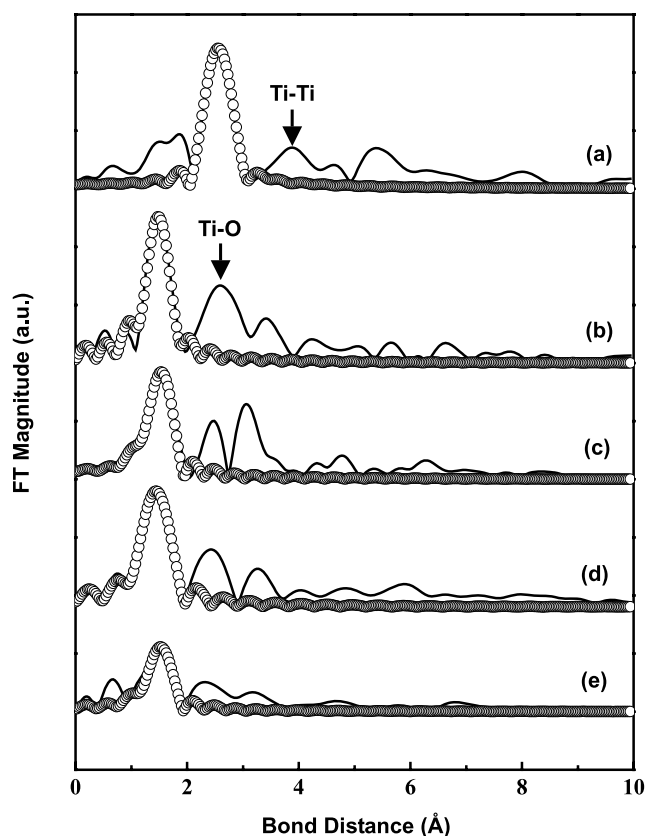 Ti-Ti
(a)
Ti-O
(b)
(c)
(d)
(e)
FT Magnitude (a.u.)
0 2 4 6 8 10
Bond Distance (Å)